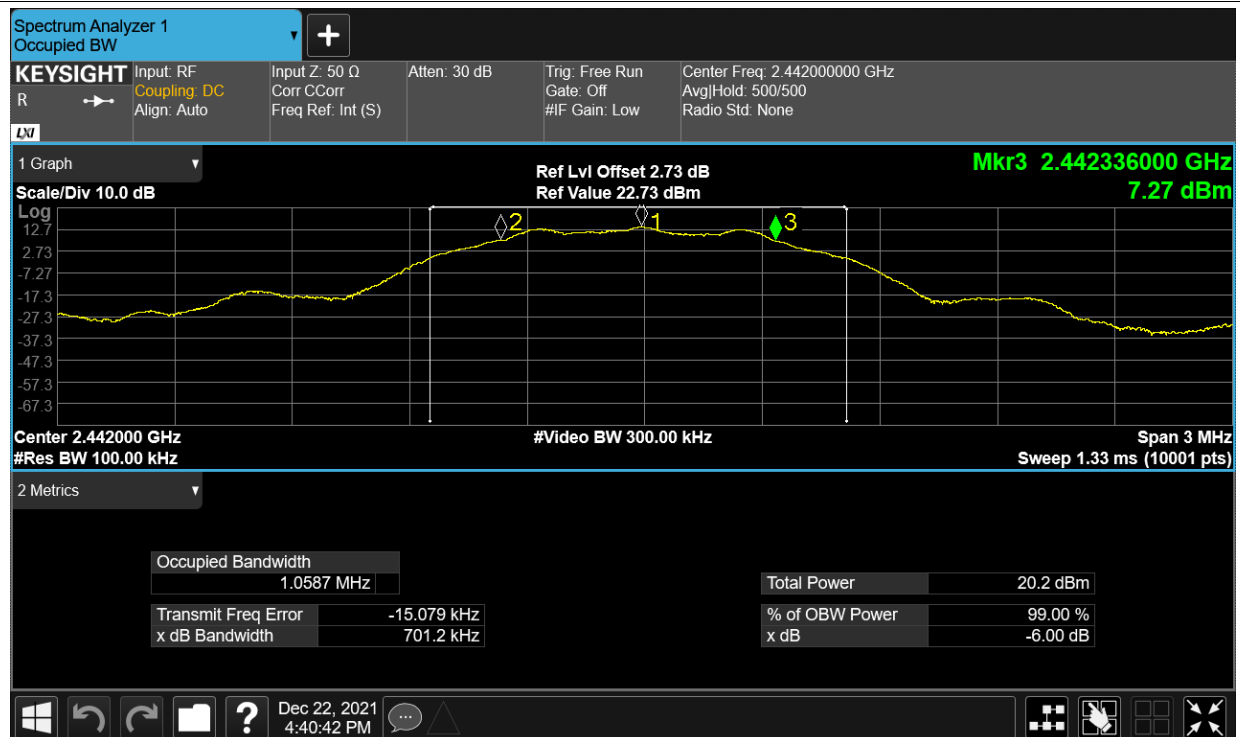 Spectrum Analyzer 1
Occupied BW
KEYSIGHT
R
LXI
Input: RF
Coupling: DC
Align: Auto
Input Z: 50 Ω
Corr CCorr
Freq Ref: Int (S)
Atten: 30 dB
Trig: Free Run
Gate: Off
#IF Gain: Low
Center Freq: 2.442000000 GHz
Avg|Hold: 500/500
Radio Std: None
1 Graph
Scale/Div 10.0 dB
Ref Lvl Offset 2.73 dB
Ref Value 22.73 dBm
Mkr3 2.442336000 GHz
7.27 dBm
Log
12.7
2.73
-7.27
-17.3
-27.3
-37.3
-47.3
-57.3
-67.3
2
1
3
Center 2.442000 GHz
#Res BW 100.00 kHz
#Video BW 300.00 kHz
Span 3 MHz
Sweep 1.33 ms (10001 pts)
2 Metrics
Occupied Bandwidth
1.0587 MHz
Transmit Freq Error -15.079 kHz
x dB Bandwidth 701.2 kHz
Total Power 20.2 dBm
% of OBW Power 99.00 %
x dB -6.00 dB
?
Dec 22, 2021
4:40:42 PM